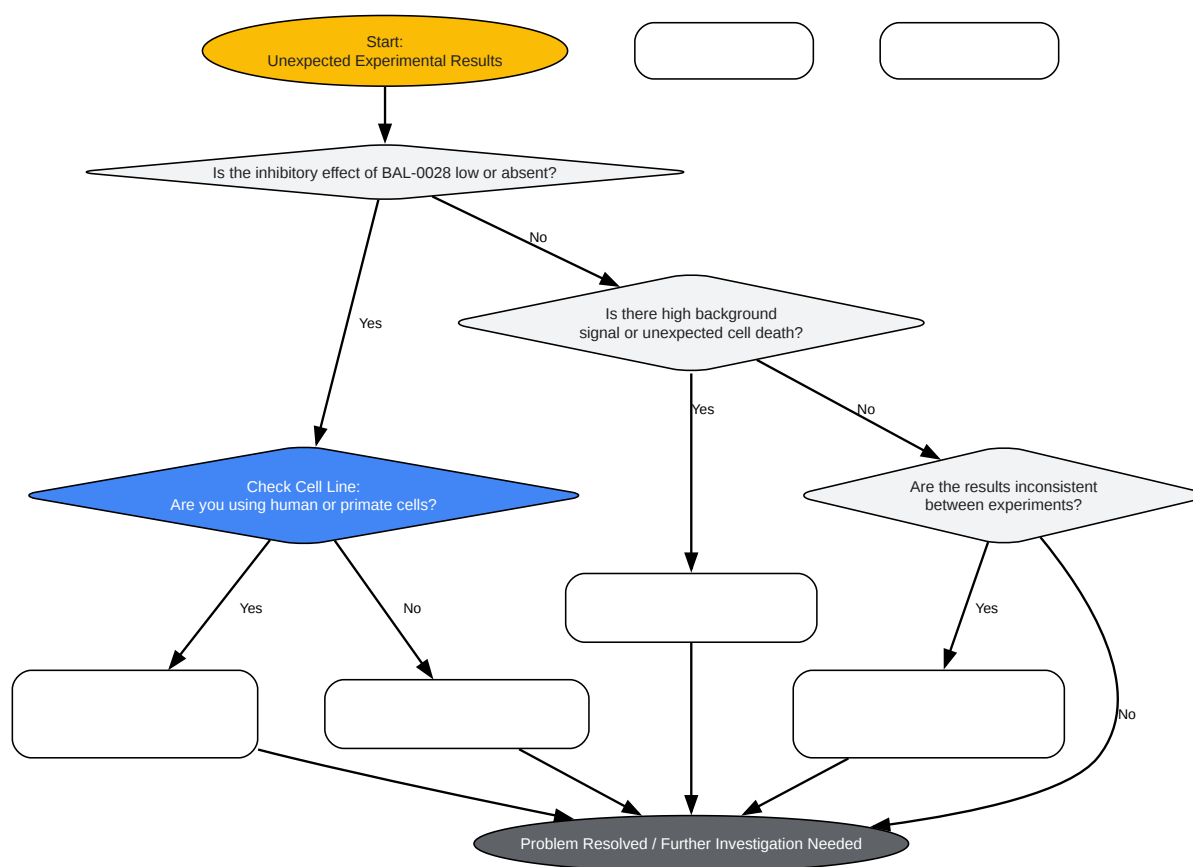 Start:
Unexpected Experimental Results
Is the inhibitory effect of BAL-0028 low or absent?
No
Yes
Is there high background
signal or unexpected cell death?
Yes
No
Check Cell Line:
Are you using human or primate cells?
Are the results inconsistent
between experiments?
Yes
No
Yes
No
Problem Resolved / Further Investigation Needed